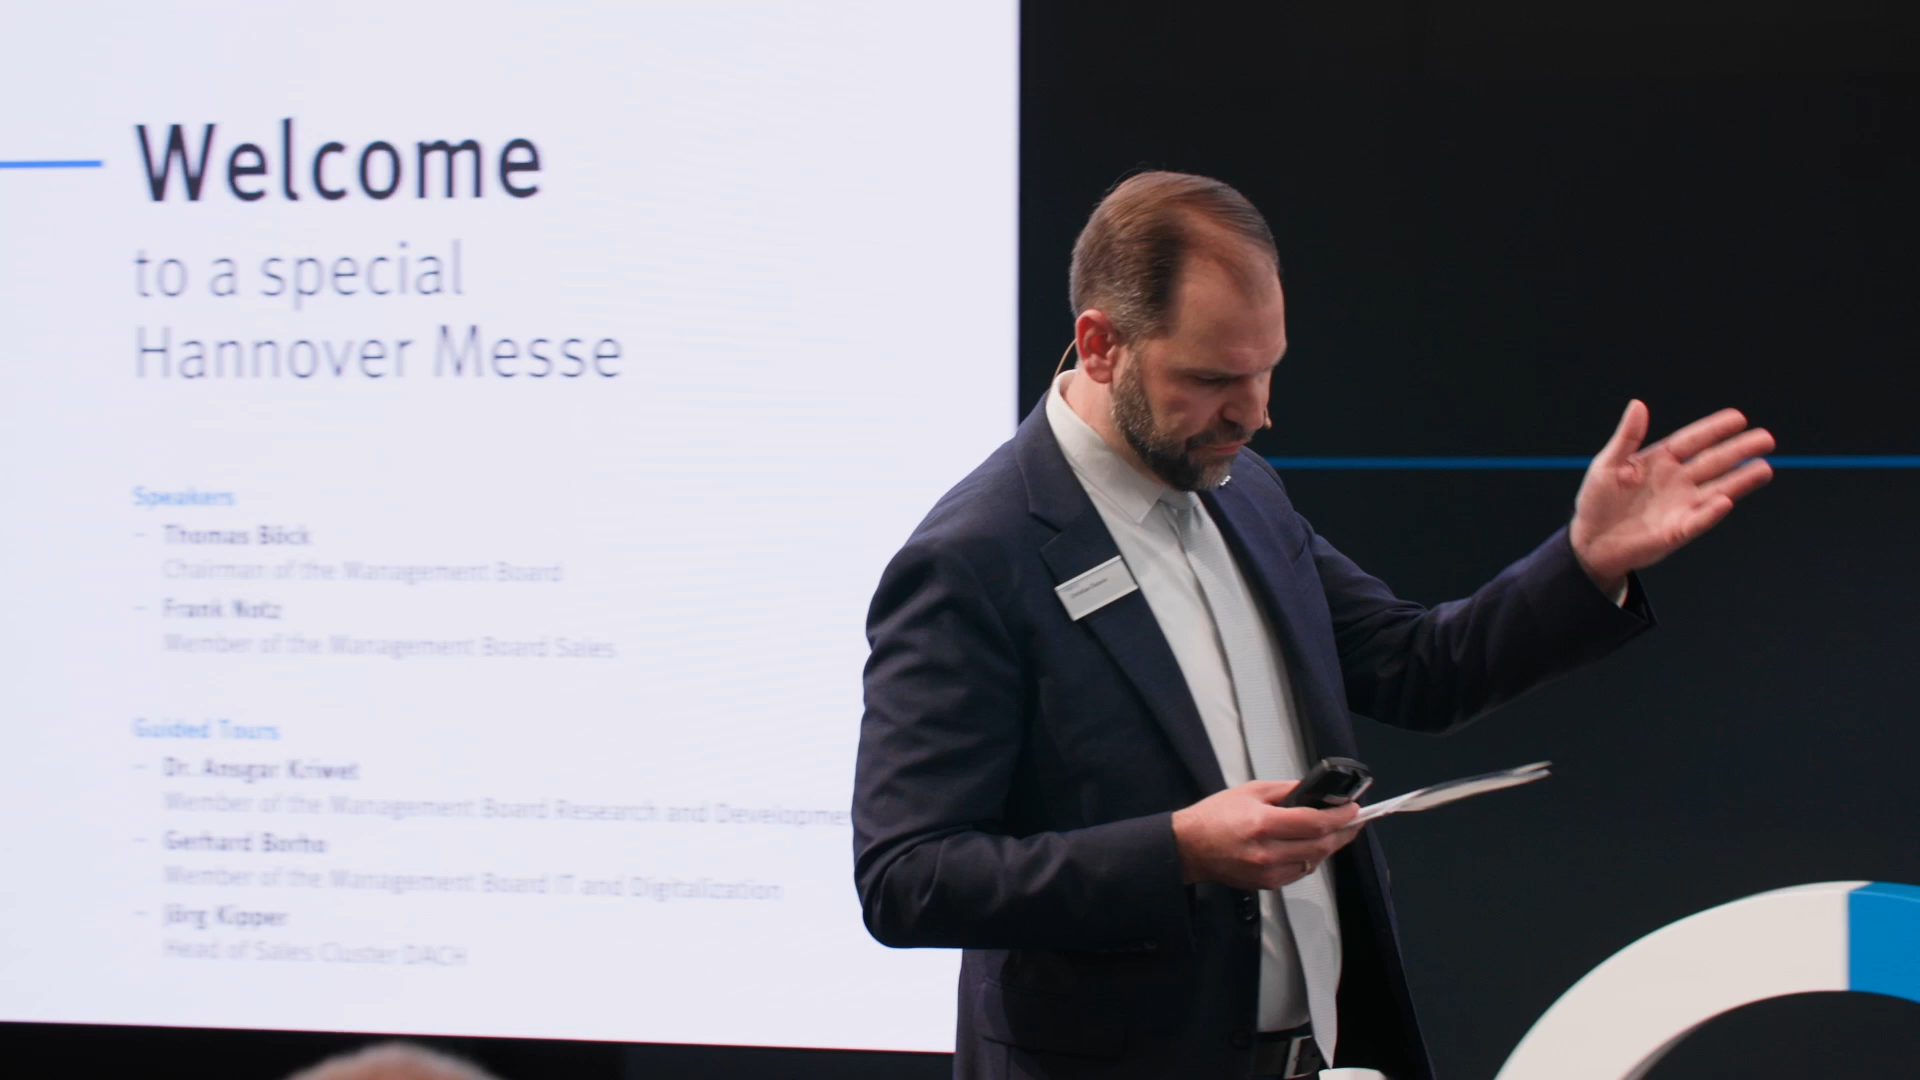 Welcome
to a special
Hannover Messe
Speakers
– Thomas Böck
Chairman of the Management Board
– Frank Notz
Member of the Management Board Sales
Guided Tours
– Dr. Ansgar Kriwet
Member of the Management Board Research and Developme
– Gerhard Borho
Member of the Management Board IT and Digitalization
– Jörg Kipper
Head of Sales Cluster DACH